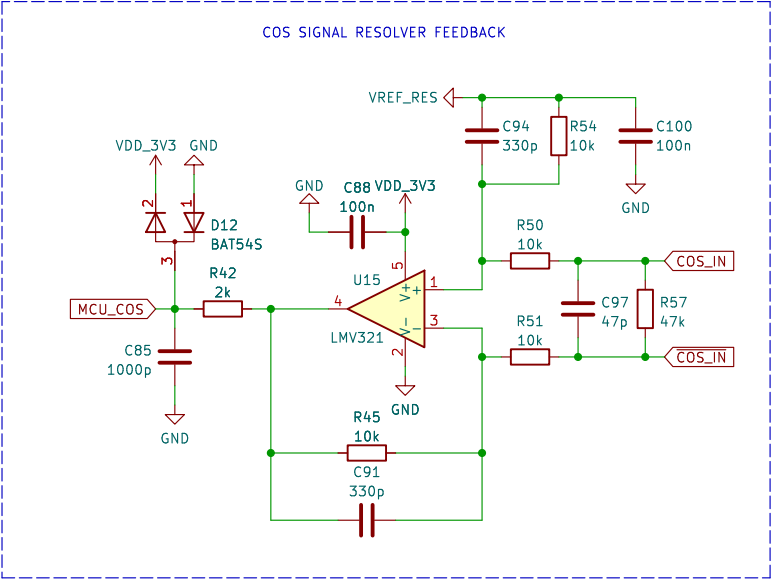 COS SIGNAL RESOLVER FEEDBACK
VREF_RES
C94
330p
R54
10k
C100
100n
GND
VDD_3V3
GND
2
1
D12
BAT54S
3
GND
C88
100n
VDD_3V3
R50
10k
COS_IN
U15
5
V+
+
1
4
MCU_COS
R42
2k
C97
47p
R57
47k
LMV321
V-
-
3
2
R51
10k
COS_IN
C85
1000p
GND
GND
R45
10k
C91
330p